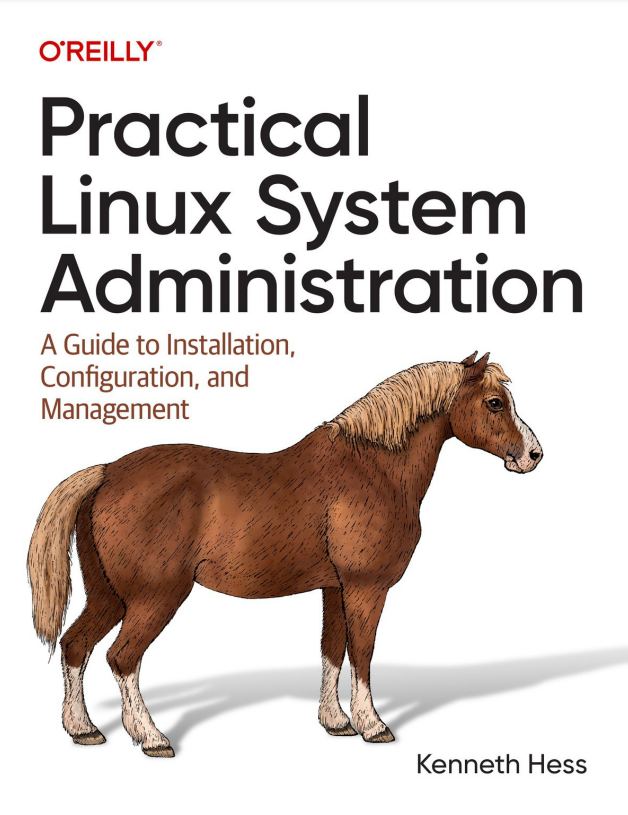 O'REILLY®
Practical
Linux System
Administration
A Guide to Installation,
Configuration, and
Management
Kenneth Hess